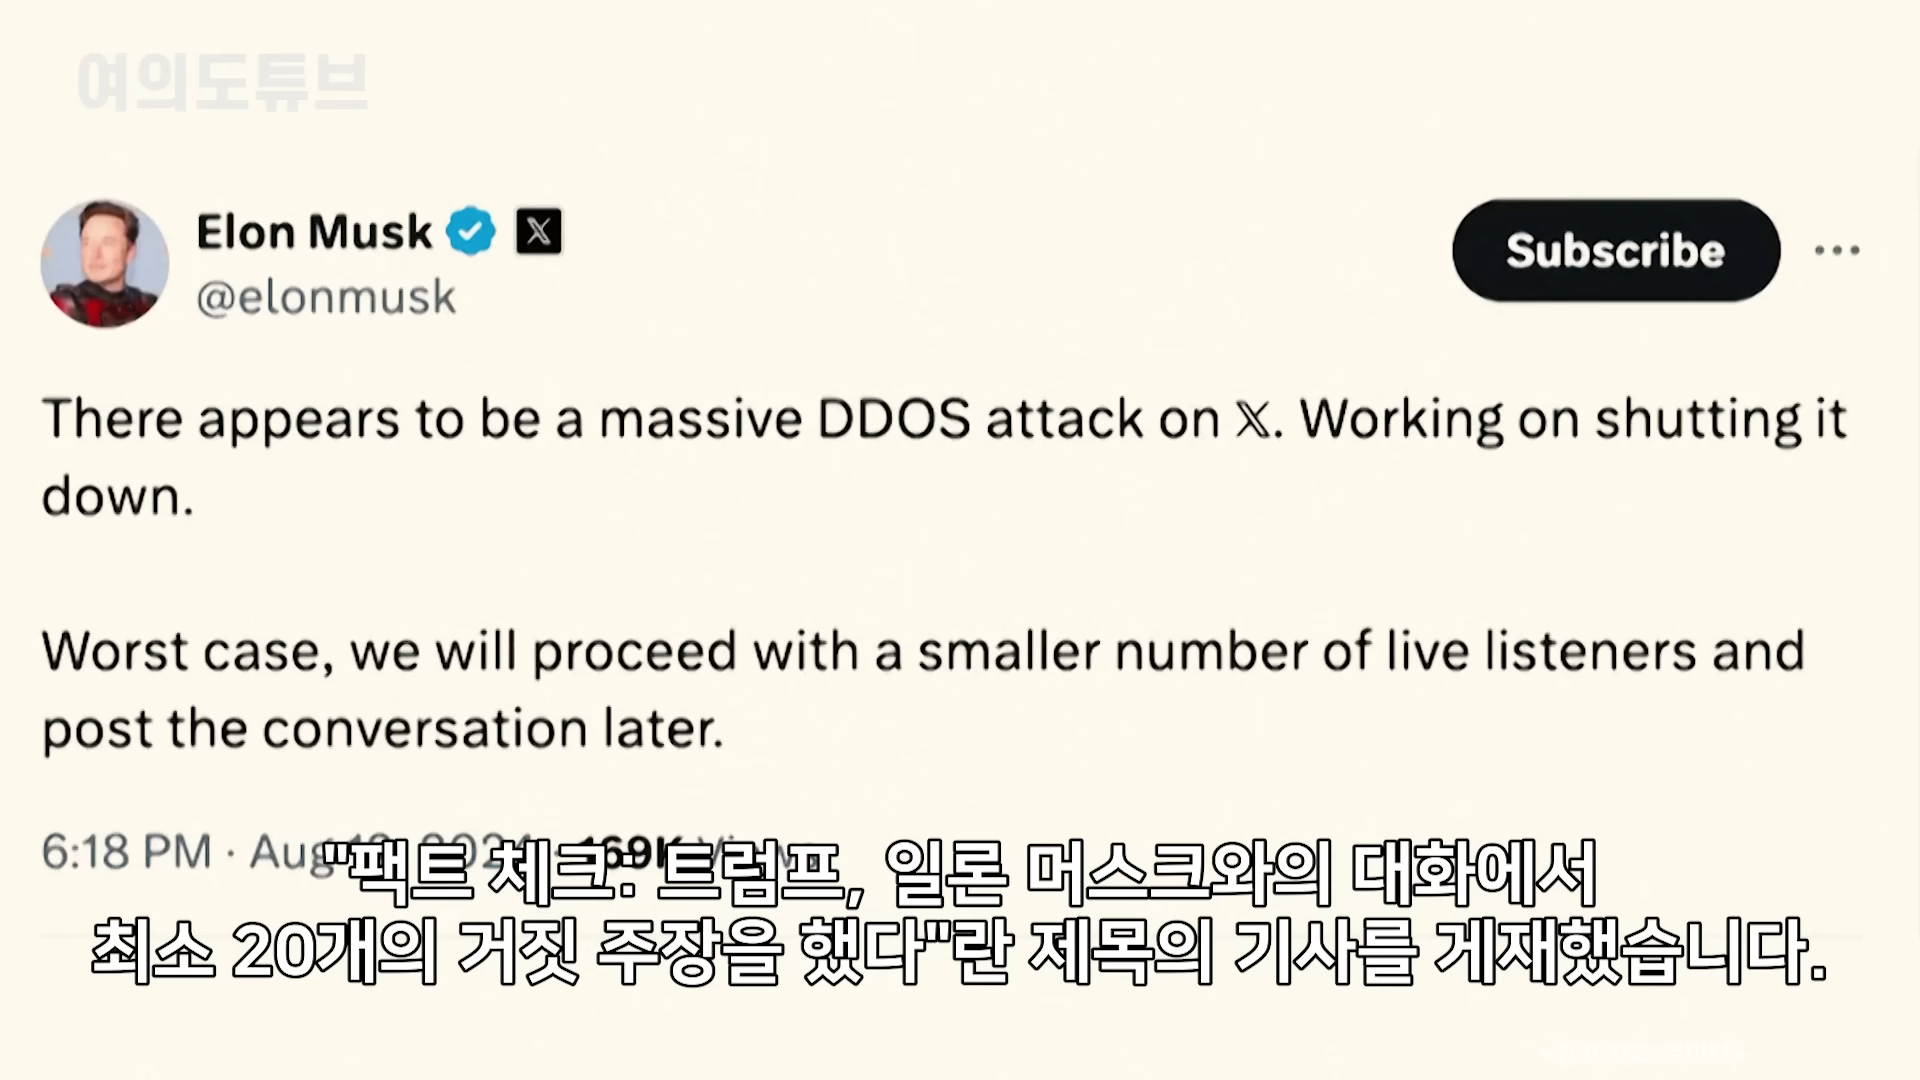 여의도튜브
Elon Musk
@elonmusk
Subscribe
There appears to be a massive DDOS attack on 𝕏. Working on shutting it
down.
Worst case, we will proceed with a smaller number of live listeners and
post the conversation later.
6:18 PM · Aug 169K
"팩트 체크: 트럼프, 일론 머스크와의 대화에서
최소 20개의 거짓 주장을 했다"란 제목의 기사를 게재했습니다.